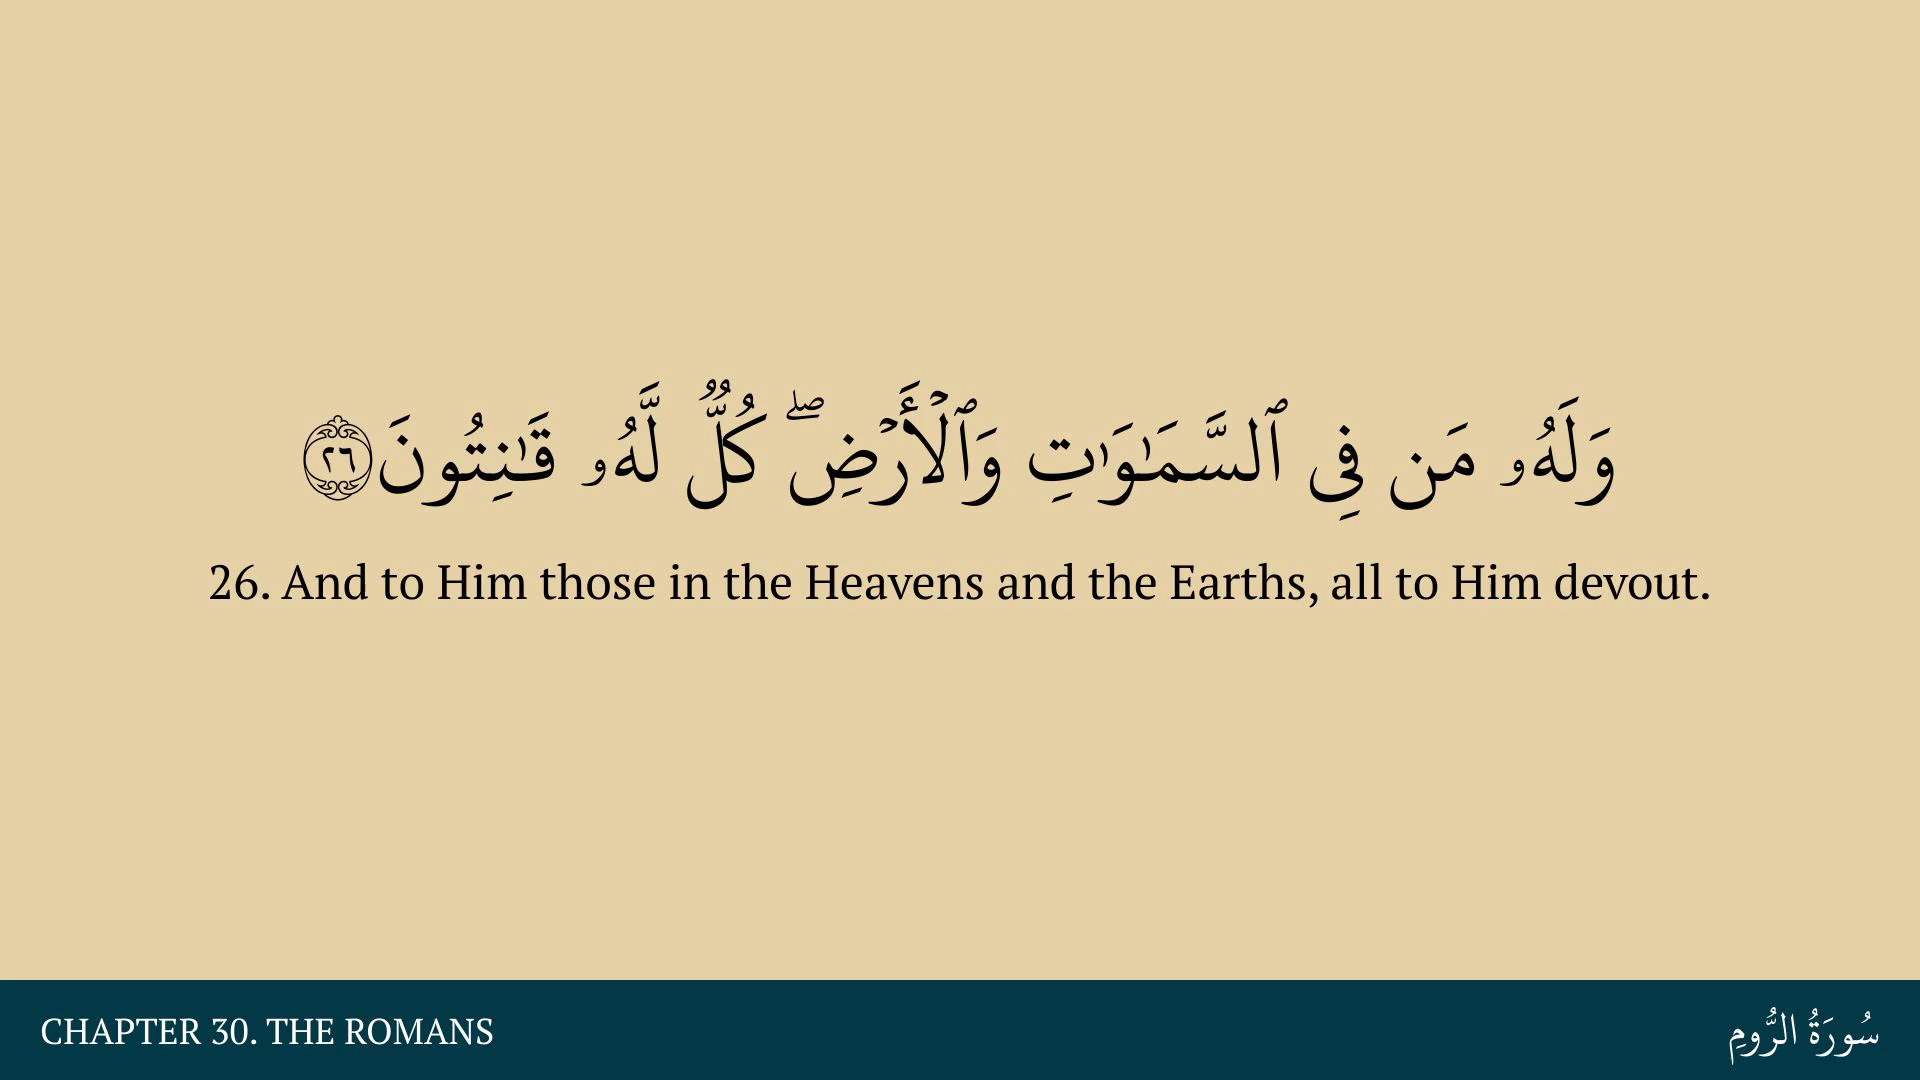 وَلَهُۥ مَن فِى ٱلسَّمَـٰوَٰتِ وَٱلْأَرْضِ ۖ كُلٌّ لَّهُۥ قَـٰنِتُونَ ٢٦
26. And to Him those in the Heavens and the Earths, all to Him devout.
CHAPTER 30. THE ROMANS
سُورَةُ الرُّومِ